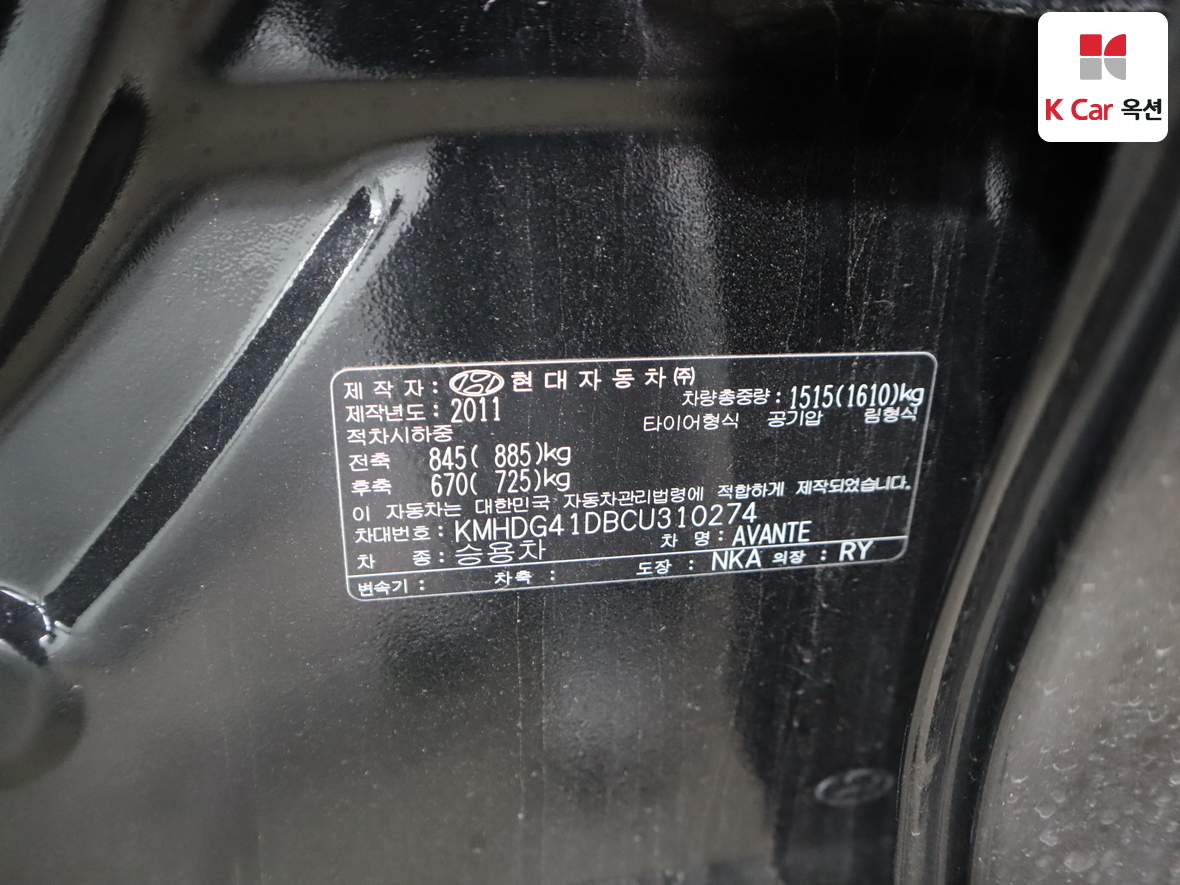 K Car 옥션
제 작 자 : 현대자동차㈜
차량총중량 : 1515(1610)kg
제작년도 : 2011
타이어형식 공기압 림형식
적차시하중
전축 845( 885)kg
후축 670( 725)kg
이 자동차는 대한민국 자동차관리법령에 적합하게 제작되었습니다.
차대번호 : KMHDG41DBCU310274
차 종 : 승용차 차 명 : AVANTE
변속기 : 차축 : 도장 : NKA 외장 : RY